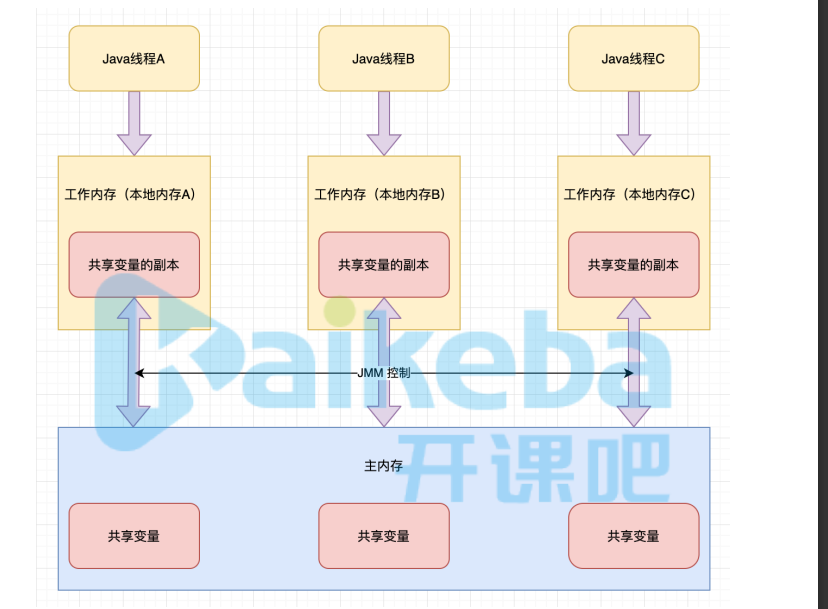 Java线程A
Java线程B
Java线程C
工作内存（本地内存A）
工作内存（本地内存B）
工作内存（本地内存C）
共享变量的副本
共享变量的副本
共享变量的副本
Kaikeba
JMM 控制
开课吧
主内存
共享变量
共享变量
共享变量